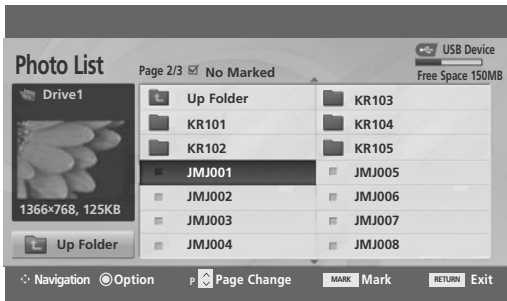 USB Device
Photo List
Page 2/3 No Marked
Free Space 150MB
Drive1
Up Folder
KR103
KR101
KR104
KR102
KR105
JMJ001
JMJ005
JMJ002
JMJ006
1366×768, 125KB
JMJ003
JMJ007
Up Folder
JMJ004
JMJ008
Navigation Option P Page Change MARK Mark RETURN Exit